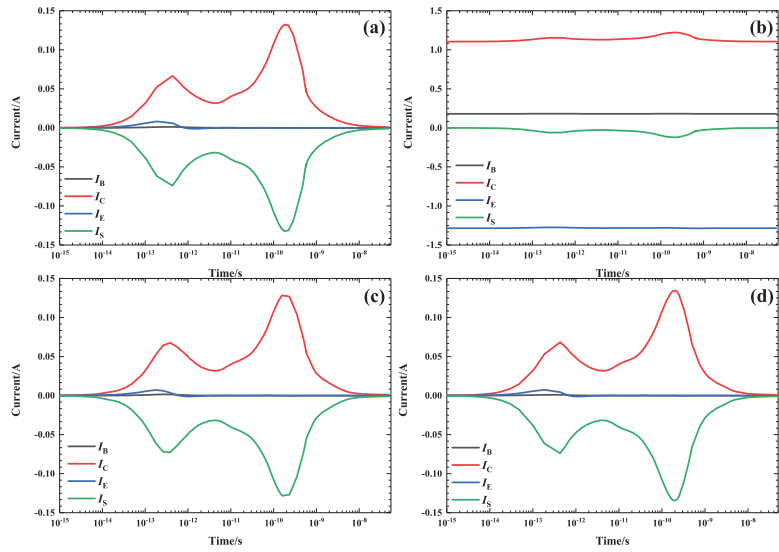 (a)
0.15
0.10
0.05
0.00
-0.05
-0.10
-0.15
Current/A
I_B
I_C
I_E
I_S
10^-15 10^-14 10^-13 10^-12 10^-11 10^-10 10^-9 10^-8
Time/s
(b)
1.5
1.0
0.5
0.0
-0.5
-1.0
-1.5
Current/A
I_B
I_C
I_E
I_S
10^-15 10^-14 10^-13 10^-12 10^-11 10^-10 10^-9 10^-8
Time/s
(c)
0.15
0.10
0.05
0.00
-0.05
-0.10
-0.15
Current/A
I_B
I_C
I_E
I_S
10^-15 10^-14 10^-13 10^-12 10^-11 10^-10 10^-9 10^-8
Time/s
(d)
0.15
0.10
0.05
0.00
-0.05
-0.10
-0.15
Current/A
I_B
I_C
I_E
I_S
10^-15 10^-14 10^-13 10^-12 10^-11 10^-10 10^-9 10^-8
Time/s